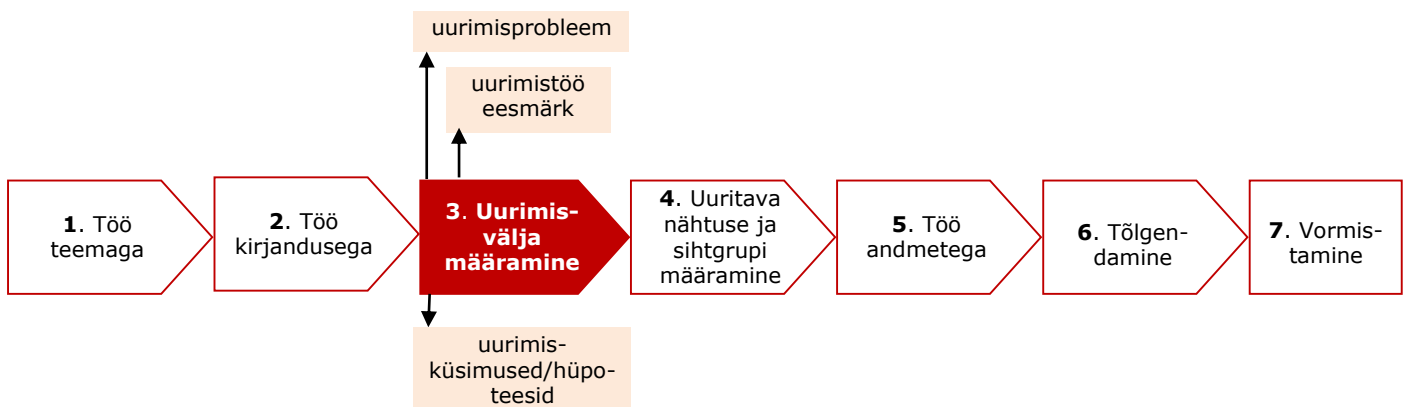 uurimisprobleem
uurimistöö
eesmärk
1. Töö
teemaga
2. Töö
kirjandusega
3. Uurimis-
välja
määramine
4. Uuritava
nähtuse ja
sihtgrupi
määramine
5. Töö
andmetega
6. Tõlgen-
damine
7. Vormis-
tamine
uurimis-
küsimused/hüpo-
teesid